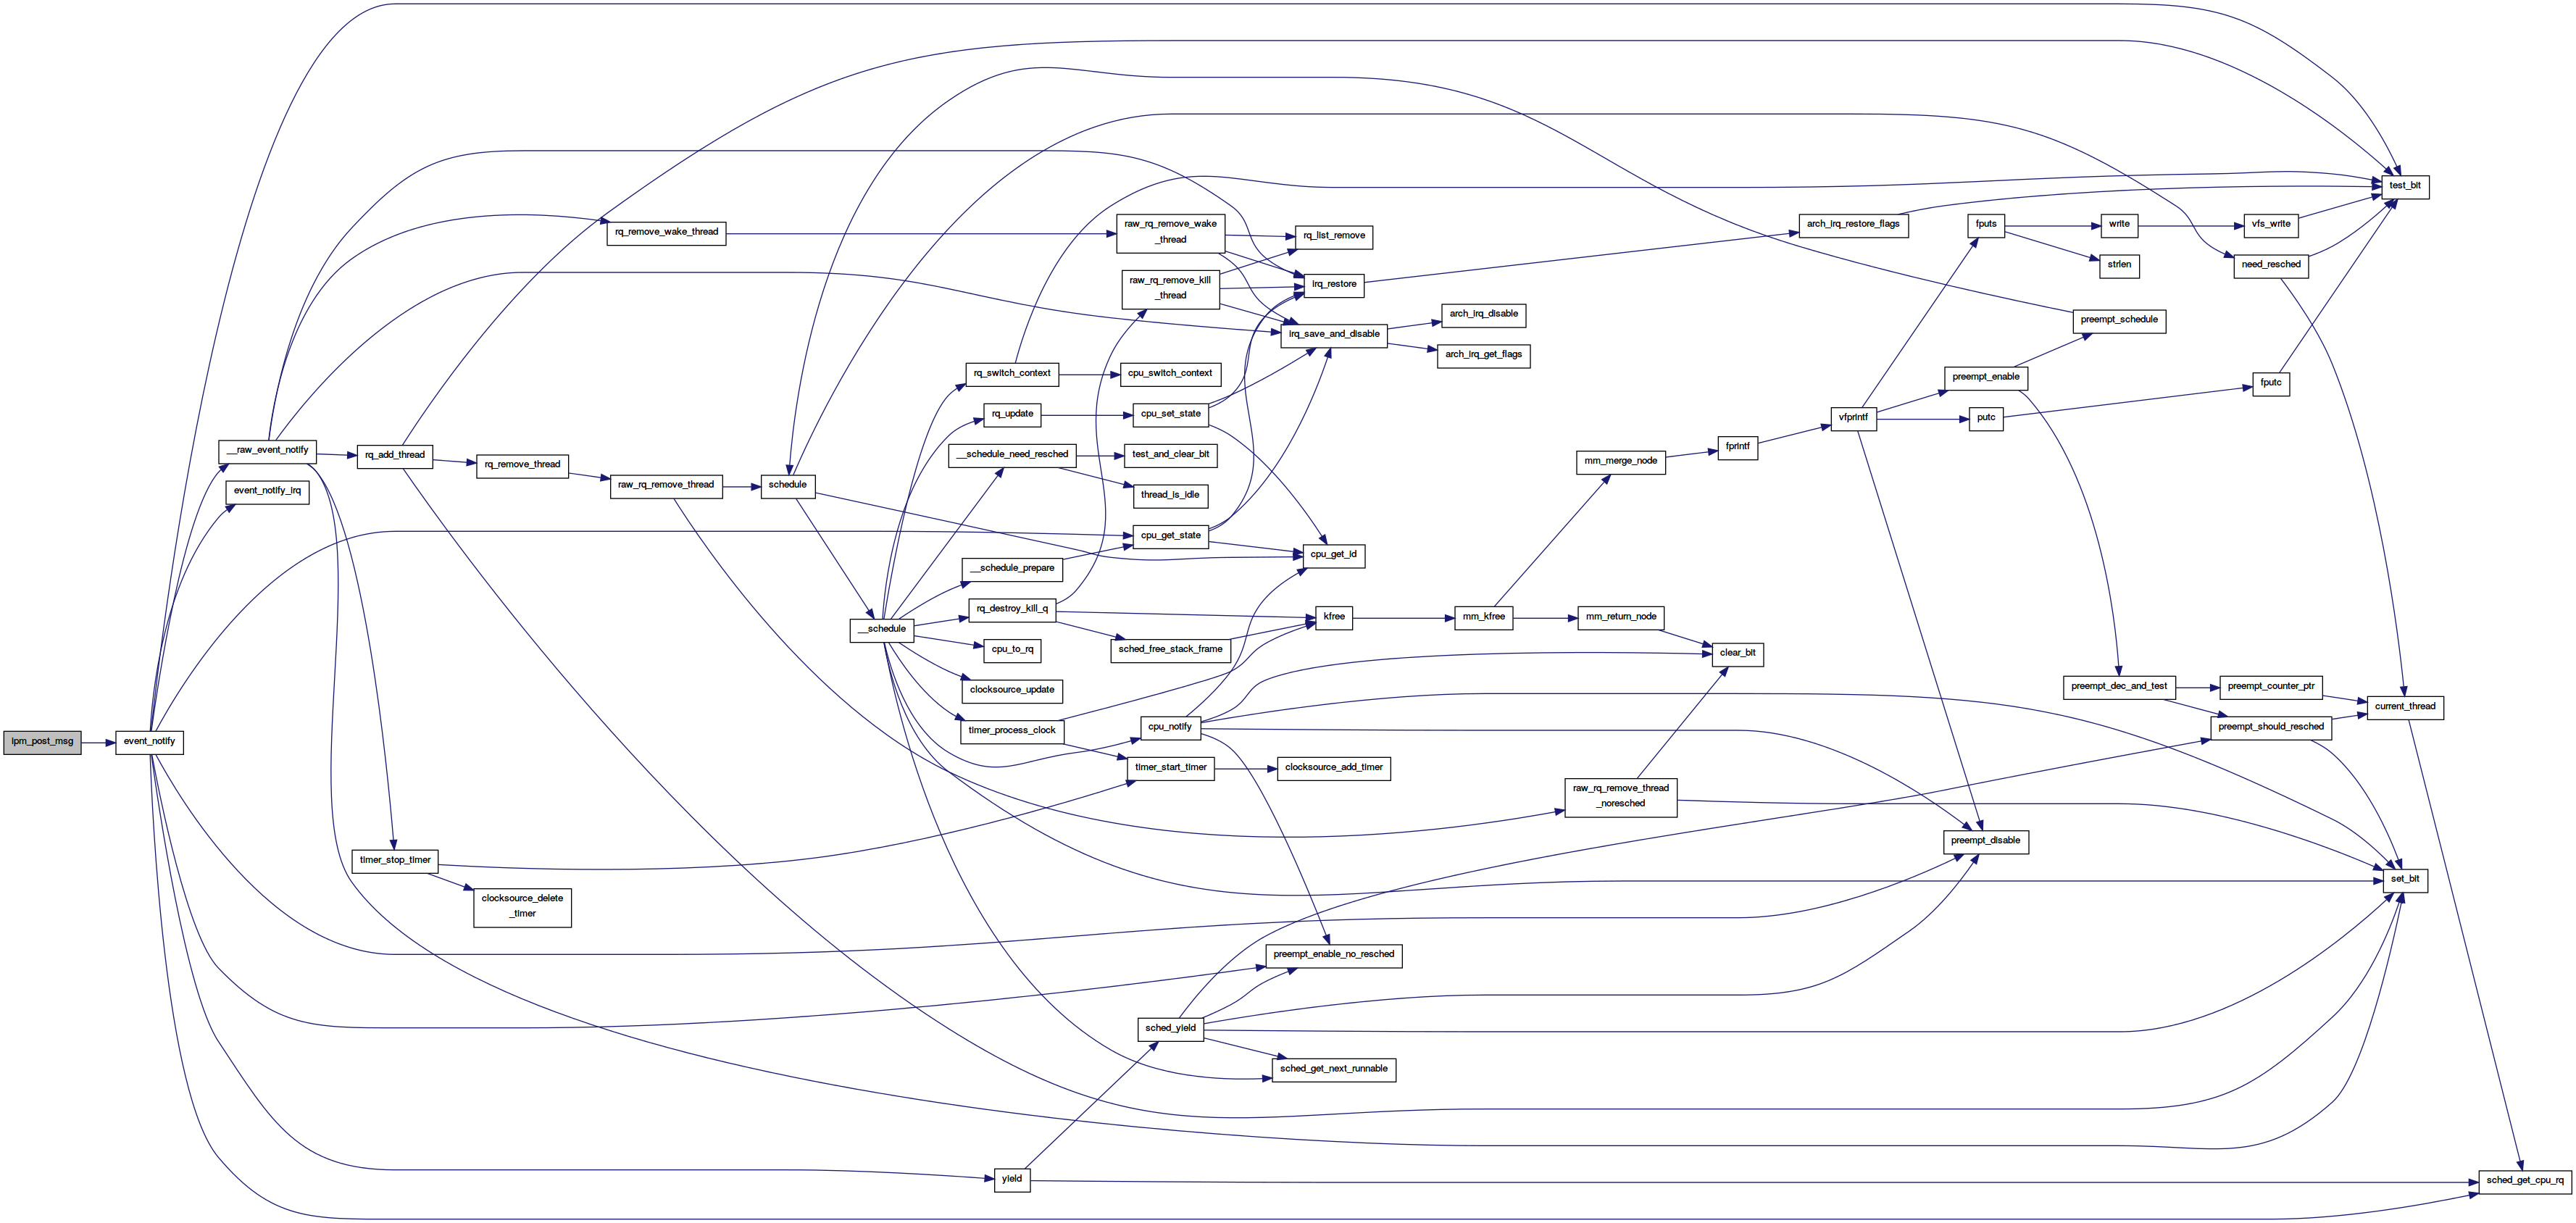 test_bit
raw_rq_remove_wake
_thread
arch_irq_restore_flags
fputs
write
vfs_write
rq_remove_wake_thread
rq_list_remove
strlen
need_resched
raw_rq_remove_kill
_thread
irq_restore
arch_irq_disable
preempt_schedule
irq_save_and_disable
arch_irq_get_flags
rq_switch_context
cpu_switch_context
preempt_enable
fputc
rq_update
cpu_set_state
vfprintf
putc
__raw_event_notify
rq_add_thread
__schedule_need_resched
test_and_clear_bit
fprintf
rq_remove_thread
mm_merge_node
event_notify_irq
raw_rq_remove_thread
schedule
thread_is_idle
cpu_get_state
cpu_get_id
__schedule_prepare
rq_destroy_kill_q
kfree
mm_kfree
mm_return_node
__schedule
cpu_to_rq
sched_free_stack_frame
clear_bit
clocksource_update
preempt_dec_and_test
preempt_counter_ptr
current_thread
timer_process_clock
cpu_notify
preempt_should_resched
ipm_post_msg
event_notify
timer_start_timer
clocksource_add_timer
raw_rq_remove_thread
_noresched
preempt_disable
timer_stop_timer
set_bit
clocksource_delete
_timer
preempt_enable_no_resched
sched_yield
sched_get_next_runnable
yield
sched_get_cpu_rq